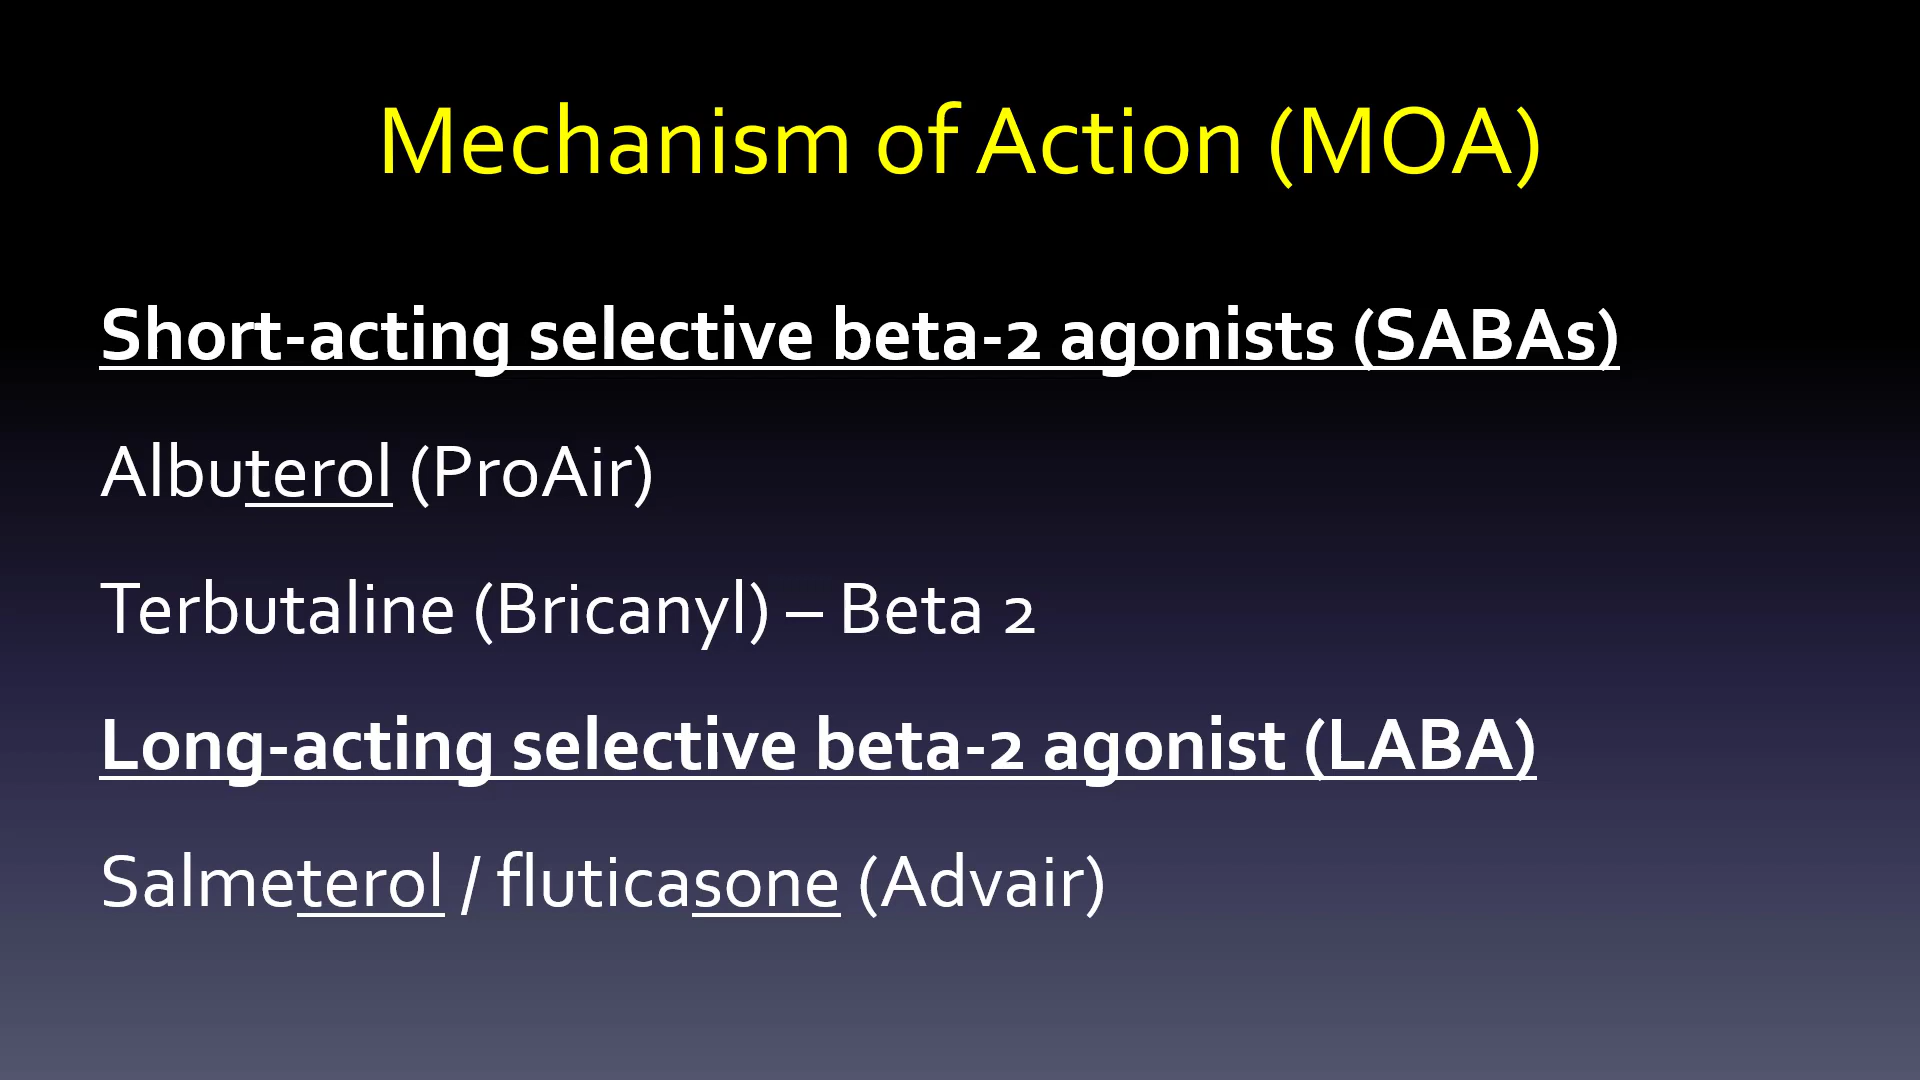 Mechanism of Action (MOA)
Short-acting selective beta-2 agonists (SABAs)
Albuterol (ProAir)
Terbutaline (Bricanyl) – Beta 2
Long-acting selective beta-2 agonist (LABA)
Salmeterol / fluticasone (Advair)